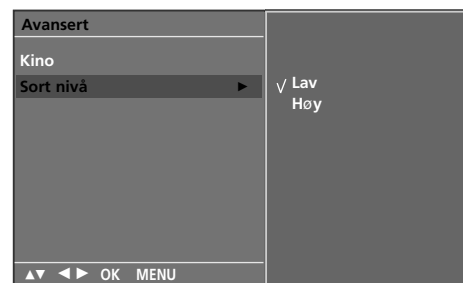 Avansert
Kino
Sort nivå ►
√ Lav
Høy
▲▼ ◄► OK MENU